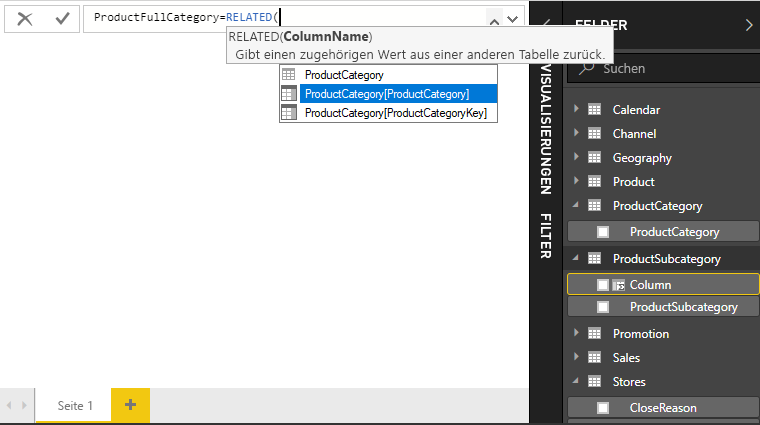 ProductFullCategory=RELATED(
RELATED(ColumnName)
Gibt einen zugehörigen Wert aus einer anderen Tabelle zurück.
ProductCategory
ProductCategory[ProductCategory]
ProductCategory[ProductCategoryKey]
Seite 1
VISUALISIERUNGEN
FILTER
FELDER
Suchen
Calendar
Channel
Geography
Product
ProductCategory
ProductCategory
ProductSubcategory
Column
ProductSubcategory
Promotion
Sales
Stores
CloseReason